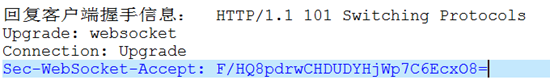 回复客户端握手信息： HTTP/1.1 101 Switching Protocols
Upgrade: websocket
Connection: Upgrade
Sec-WebSocket-Accept: F/HQ8pdrwCHDUDYHjWp7C6EcxO8=